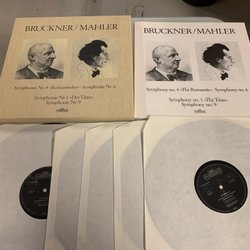 BRUCKNER/MAHLER
Symphonie Nr.4 «Romantische» · Symphonie Nr.6
Symphonie Nr.1 «Der Titan»
Symphonie Nr.9
BRUCKNER/MAHLER
Symphony no.4 «The Romantic» · Symphony no.6
Symphony no.1 «The Titan»
Symphony no.9